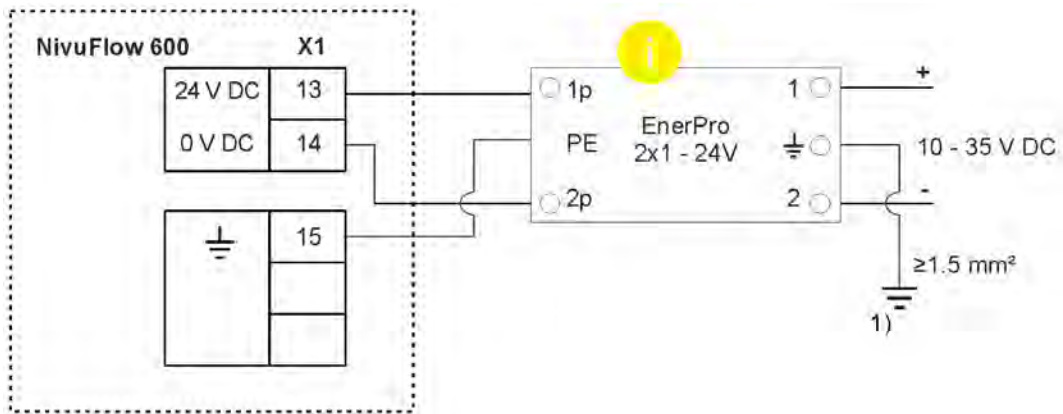 NivuFlow 600 X1
24 V DC 13
0 V DC 14
15
i
1p 1 +
PE EnerPro
2x1 - 24V 10 - 35 V DC
2p 2 -
≥1.5 mm²
1)